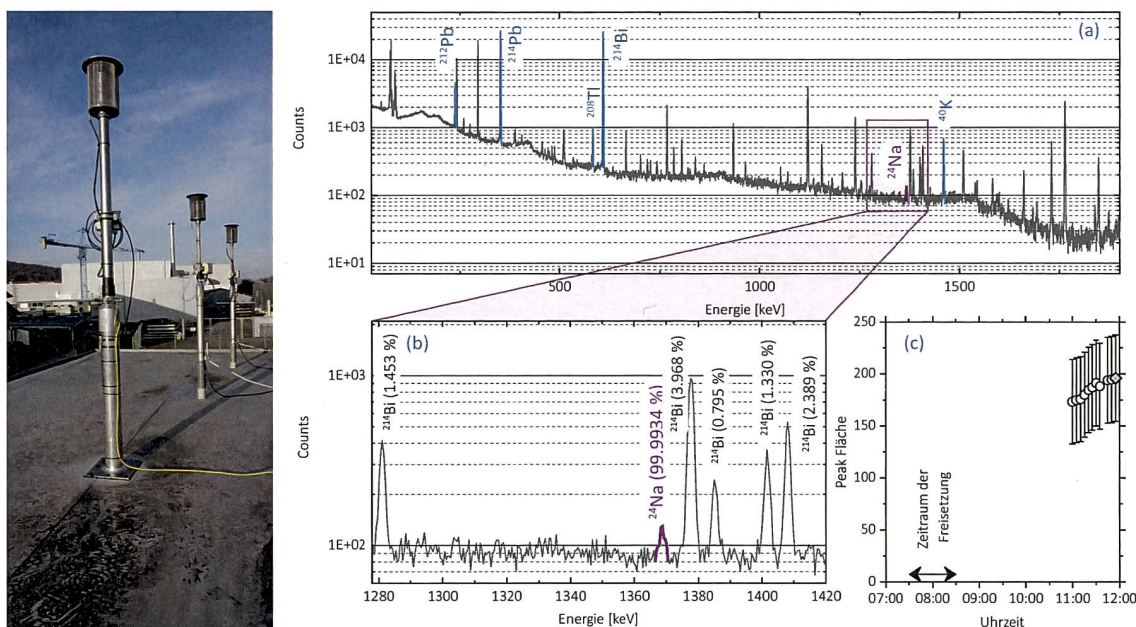 (a)
Counts
1E+04
1E+03
1E+02
1E+01
²¹²Pb
²¹⁴Pb
²⁰⁸Tl
²¹⁴Bi
²⁴Na
⁴⁰K
500
1000
1500
Energie [keV]
(b)
Counts
1E+03
1E+02
²¹⁴Bi (1.453 %)
²⁴Na (99.9934 %)
²¹⁴Bi (3.968 %)
²¹⁴Bi (0.795 %)
²¹⁴Bi (1.330 %)
²¹⁴Bi (2.389 %)
1280 1300 1320 1340 1360 1380 1400 1420
Energie [keV]
(c)
Peak Fläche
250
200
150
100
50
0
Zeitraum der
Freisetzung
07:00 08:00 09:00 10:00 11:00 12:00
Uhrzeit